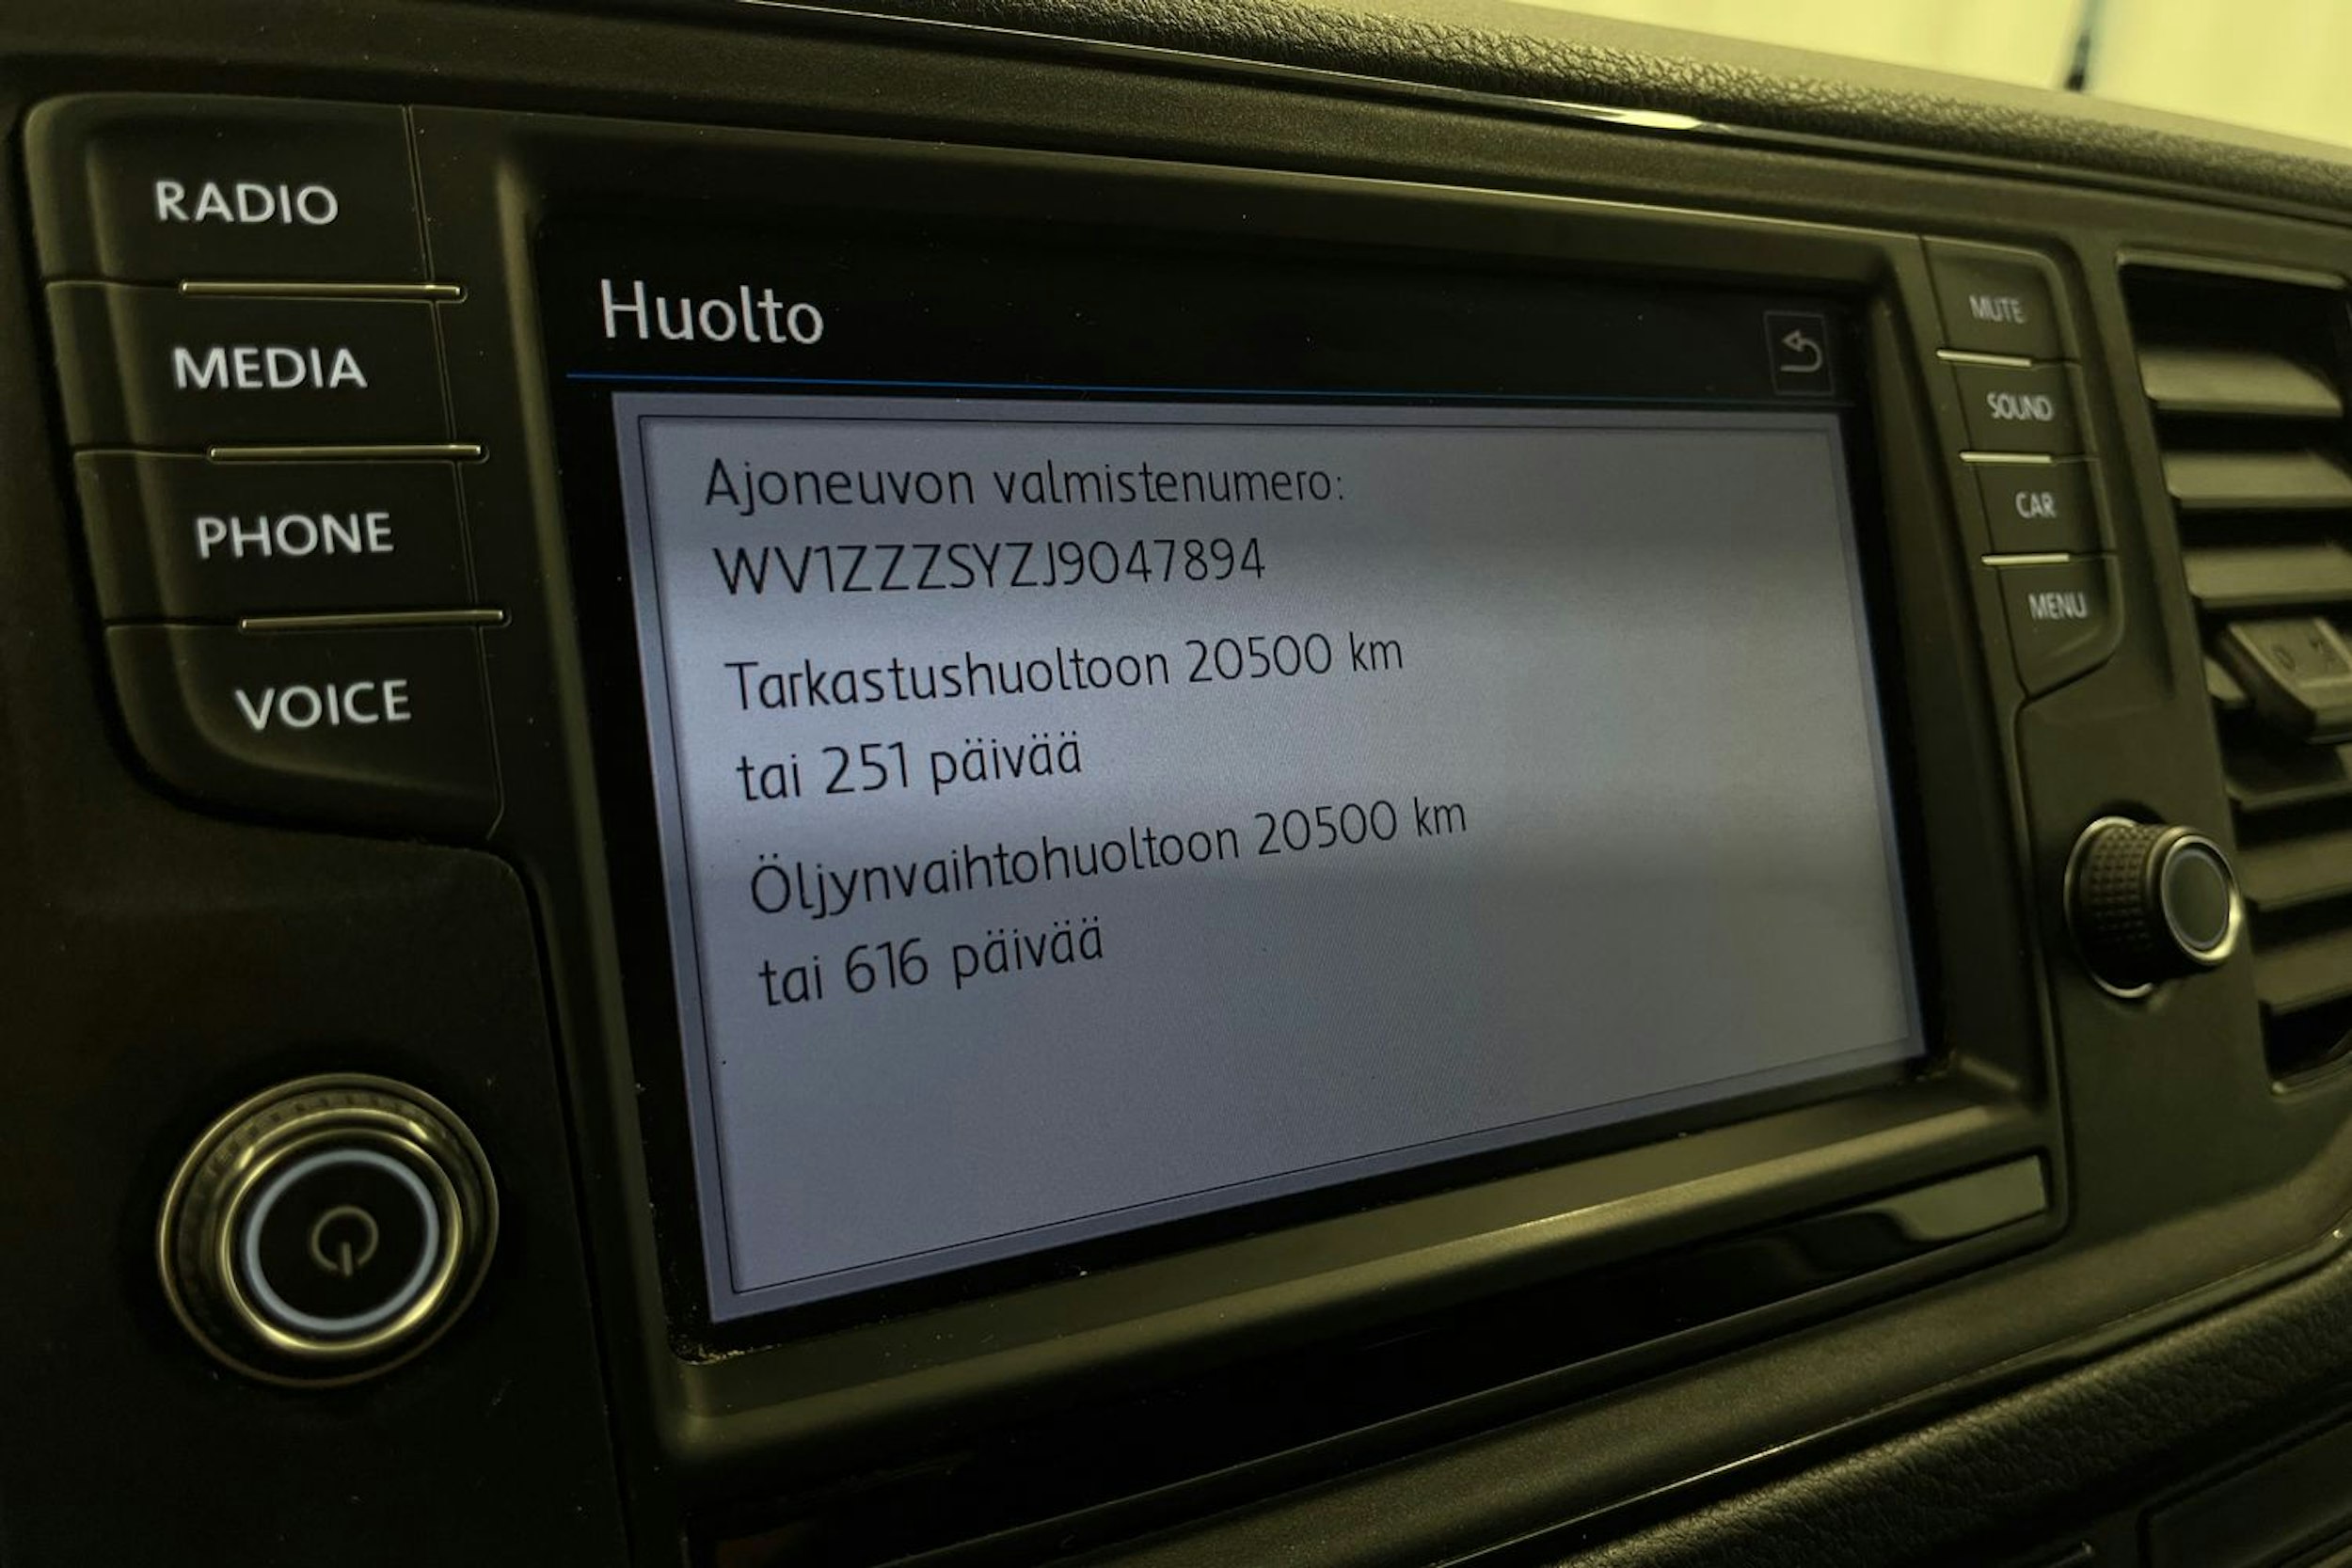 RADIO
MEDIA
PHONE
VOICE
Huolto
Ajoneuvon valmistenumero:
WV1ZZZSYZJ9047894
Tarkastushuoltoon 20500 km
tai 251 päivää
Öljynvaihtohuoltoon 20500 km
tai 616 päivää
MUTE
SOUND
CAR
MENU